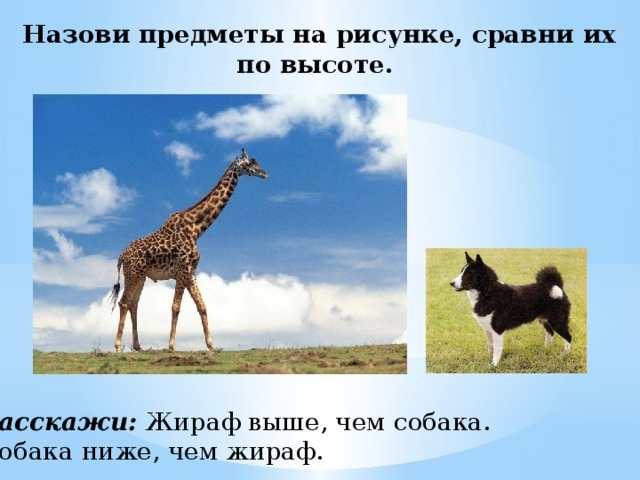 Назови предметы на рисунке, сравни их
по высоте.
асскажи: Жираф выше, чем собака.
обака ниже, чем жираф.